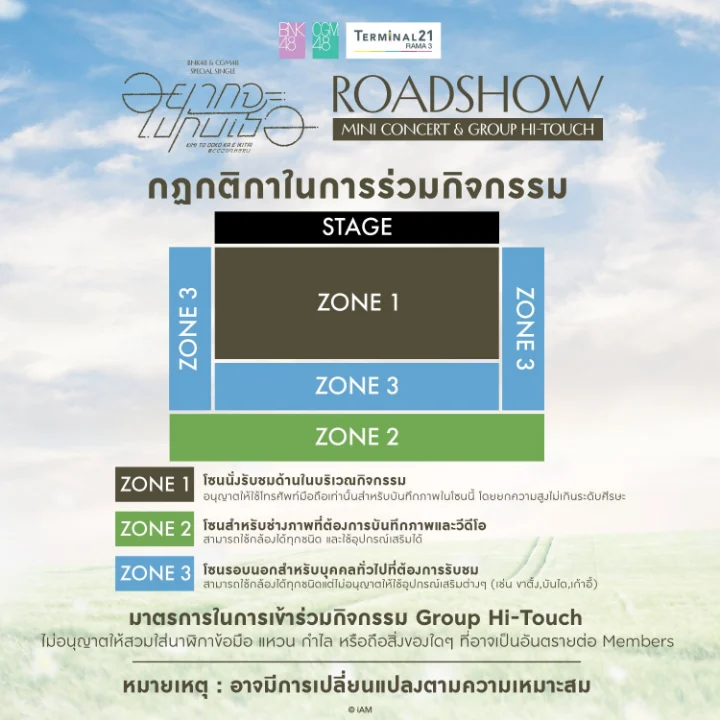 BNK48
CGM48
TERMINAL21
RAMA 3
BNK48 & CGM48
SPECIAL SINGLE
อยากจะไปกับเธอ
KIMI TO DOKO KA E IKITAI
ROADSHOW
MINI CONCERT & GROUP HI-TOUCH
กฎกติกาในการร่วมกิจกรรม
STAGE
ZONE 3
ZONE 1
ZONE 3
ZONE 3
ZONE 2
ZONE 1
โซนนั่งรับชมด้านในบริเวณกิจกรรม
อนุญาตให้ใช้โทรศัพท์มือถือเท่านั้นสำหรับบันทึกภาพในโซนนี้ โดยยกความสูงไม่เกินระดับศีรษะ
ZONE 2
โซนสำหรับช่างภาพที่ต้องการบันทึกภาพและวีดีโอ
สามารถใช้กล้องได้ทุกชนิด และใช้อุปกรณ์เสริมได้
ZONE 3
โซนรอบนอกสำหรับบุคคลทั่วไปที่ต้องการรับชม
สามารถใช้กล้องได้ทุกชนิดแต่ไม่อนุญาตให้ใช้อุปกรณ์เสริมต่างๆ (เช่น ขาตั้ง,บันได,เก้าอี้)
มาตรการในการเข้าร่วมกิจกรรม Group Hi-Touch
ไม่อนุญาตให้สวมใส่นาฬิกาข้อมือ แหวน กำไล หรือถือสิ่งของใดๆ ที่อาจเป็นอันตรายต่อ Members
หมายเหตุ : อาจมีการเปลี่ยนแปลงตามความเหมาะสม
© iAM